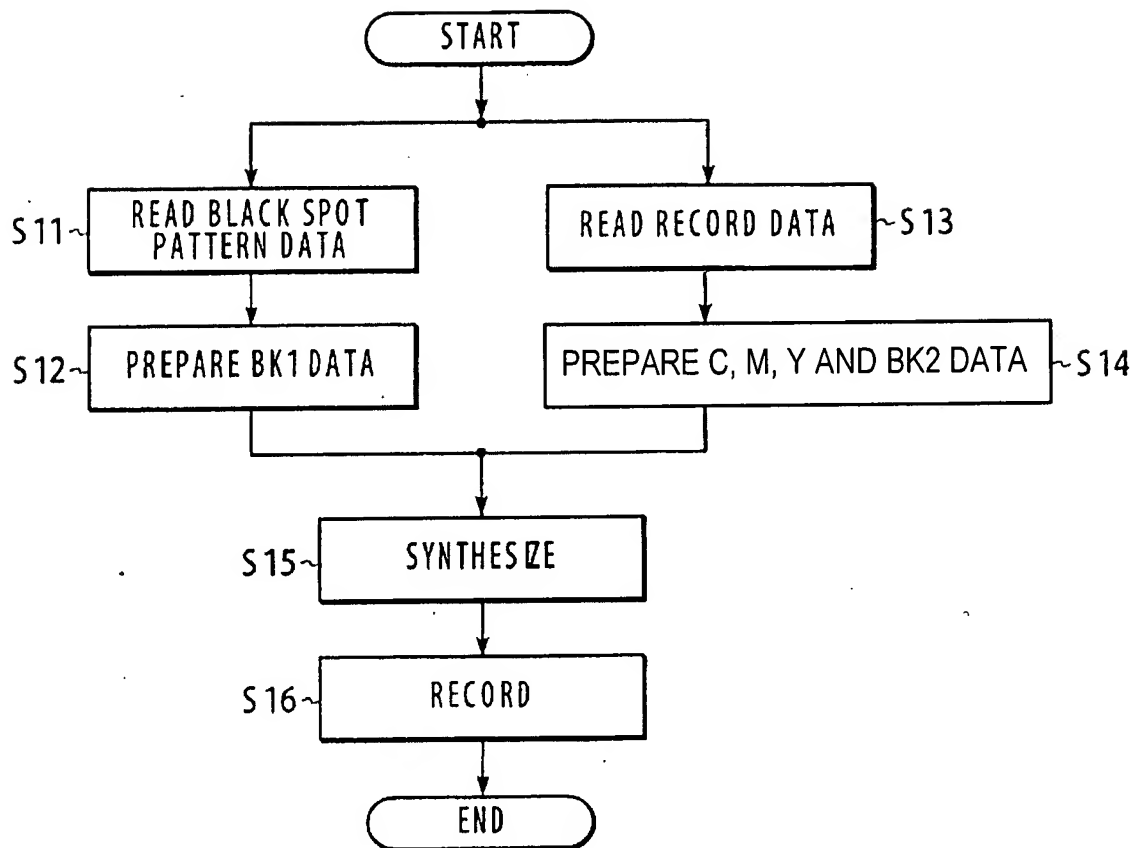 START
S11
READ BLACK SPOT
PATTERN DATA
READ RECORD DATA
S13
S12
PREPARE BK1 DATA
PREPARE C, M, Y AND BK2 DATA
S14
S15
SYNTHESIZE
S16
RECORD
END